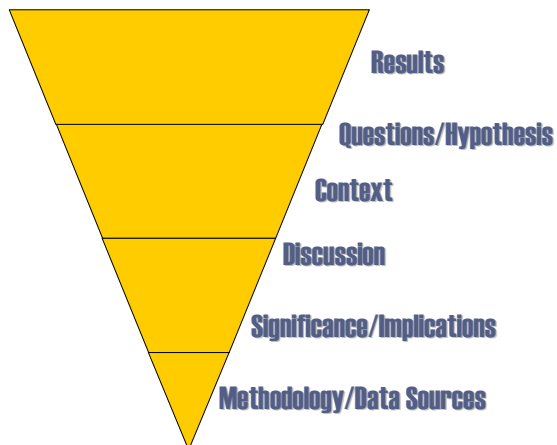 Results
Questions/Hypothesis
Context
Discussion
Significance/Implications
Methodology/Data Sources